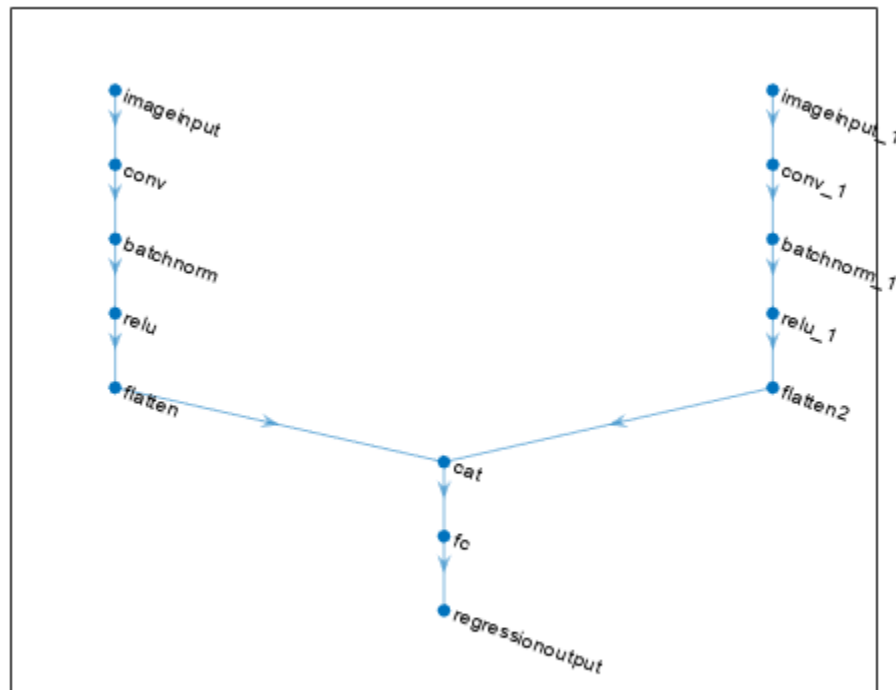 imageinput
imageinput_1
conv
conv_1
batchnorm
batchnorm_1
relu
relu_1
flatten
flatten2
cat
fc
regressionoutput